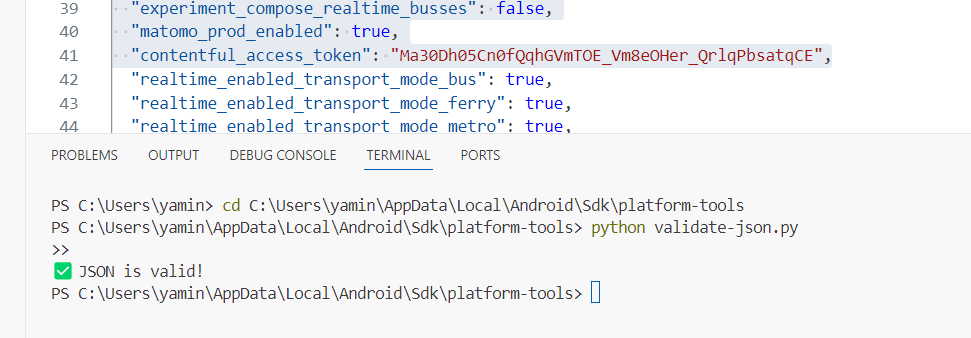 39 "experiment_compose_realtime_busses": false,
40 "matomo_prod_enabled": true,
41 "contentful_access_token": "Ma30Dh05Cn0fQqhGVmTOE_Vm8eOHer_QrlqPbsatqCE",
42 "realtime_enabled_transport_mode_bus": true,
43 "realtime_enabled_transport_mode_ferry": true,
44 "realtime_enabled_transport_mode_metro": true,
PROBLEMS OUTPUT DEBUG CONSOLE TERMINAL PORTS
PS C:\Users\yamin> cd C:\Users\yamin\AppData\Local\Android\Sdk\platform-tools
PS C:\Users\yamin\AppData\Local\Android\Sdk\platform-tools> python validate-json.py
>>
✅ JSON is valid!
PS C:\Users\yamin\AppData\Local\Android\Sdk\platform-tools>